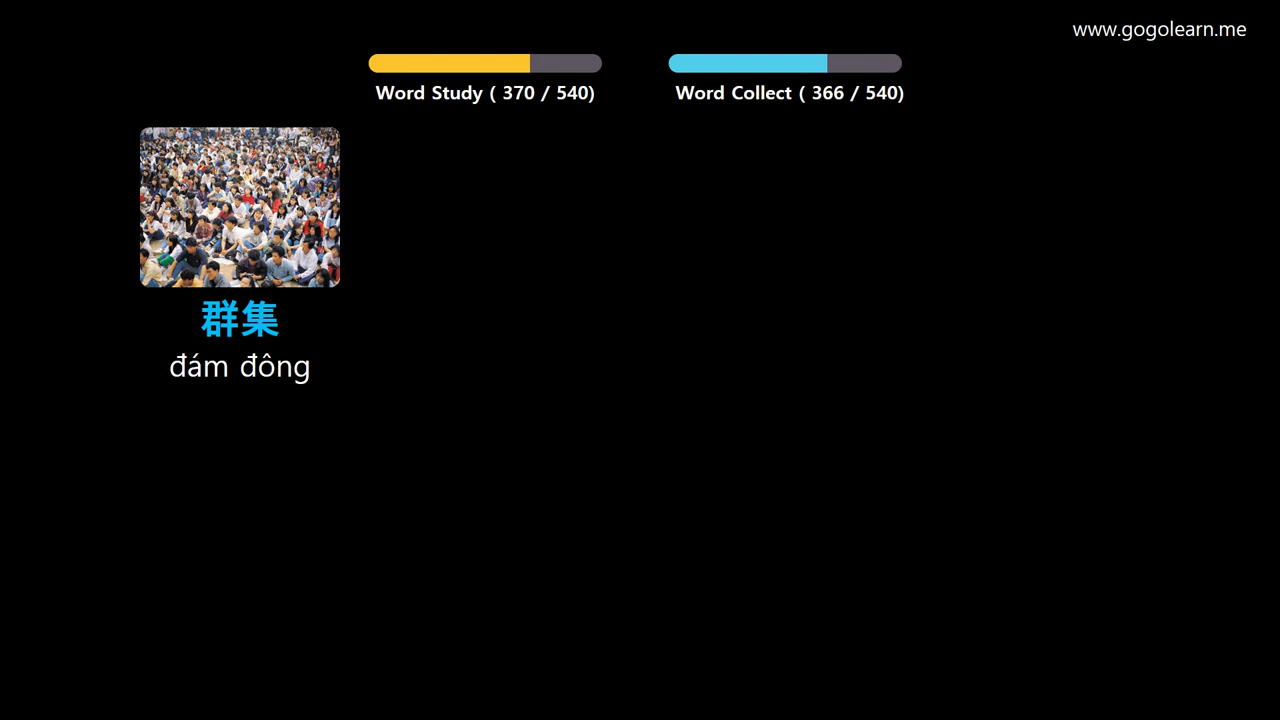 www.gogolearn.me
Word Study ( 370 / 540)
Word Collect ( 366 / 540)
群集
đám đông